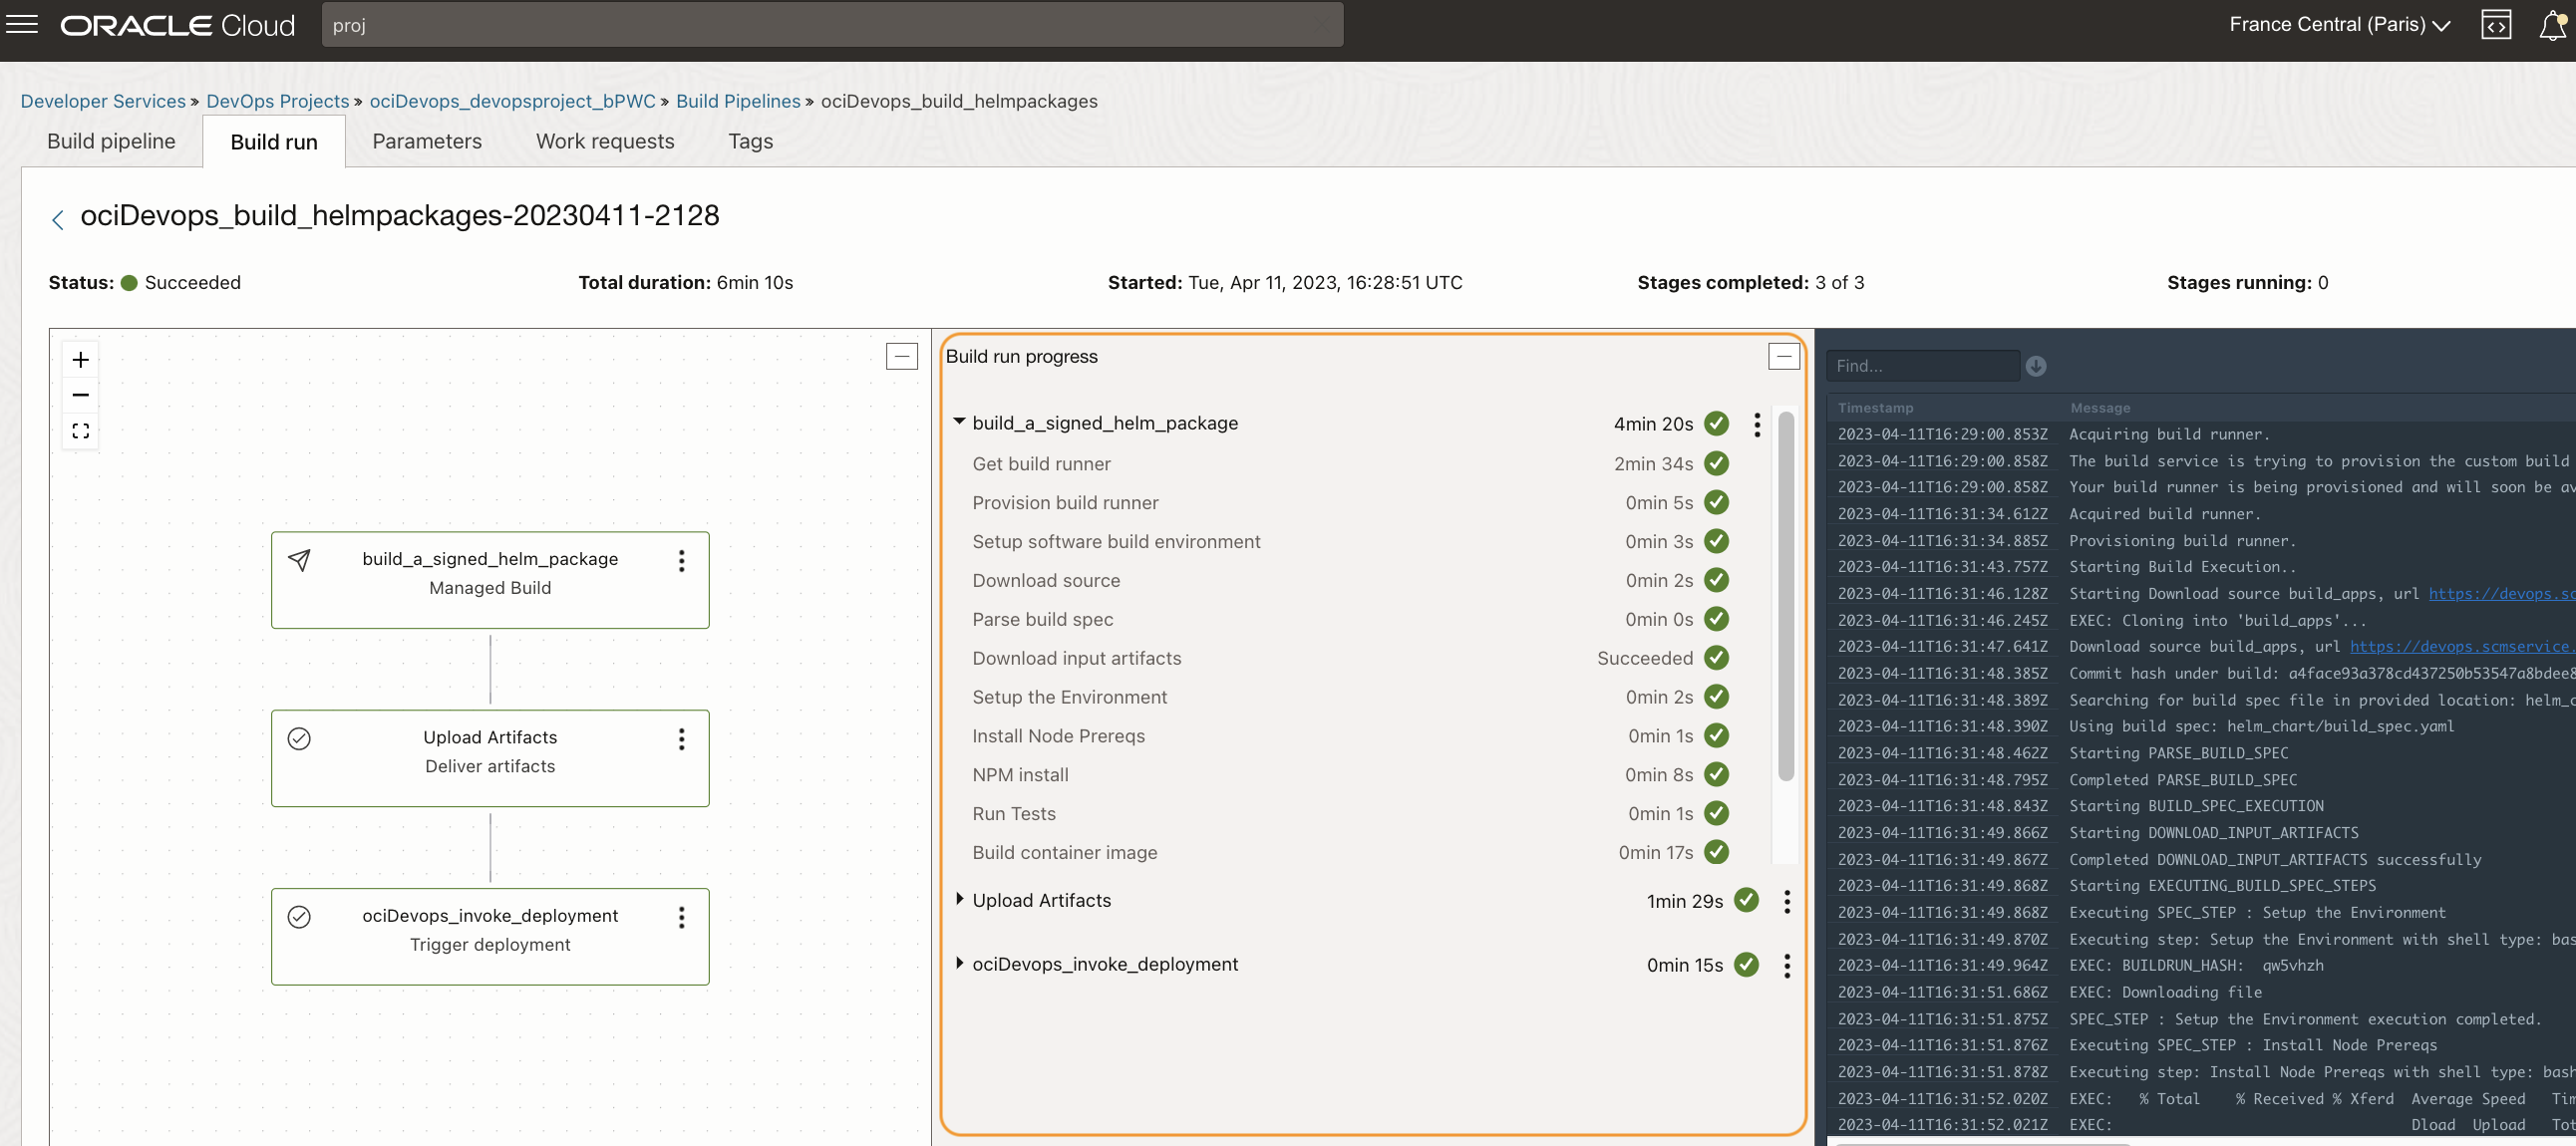 ORACLE Cloud
proj
France Central (Paris)
Developer Services » DevOps Projects » ociDevops_devopsproject_bPWC » Build Pipelines » ociDevops_build_helmpackages
Build pipeline
Build run
Parameters
Work requests
Tags
ociDevops_build_helmpackages-20230411-2128
Status: Succeeded
Total duration: 6min 10s
Started: Tue, Apr 11, 2023, 16:28:51 UTC
Stages completed: 3 of 3
Stages running: 0
build_a_signed_helm_package
Managed Build
Upload Artifacts
Deliver artifacts
ociDevops_invoke_deployment
Trigger deployment
Build run progress
build_a_signed_helm_package 4min 20s
Get build runner 2min 34s
Provision build runner 0min 5s
Setup software build environment 0min 3s
Download source 0min 2s
Parse build spec 0min 0s
Download input artifacts Succeeded
Setup the Environment 0min 2s
Install Node Prereqs 0min 1s
NPM install 0min 8s
Run Tests 0min 1s
Build container image 0min 17s
Upload Artifacts 1min 29s
ociDevops_invoke_deployment 0min 15s
Find...
Timestamp Message
2023-04-11T16:29:00.853Z Acquiring build runner.
2023-04-11T16:29:00.858Z The build service is trying to provision the custom build
2023-04-11T16:29:00.858Z Your build runner is being provisioned and will soon be av
2023-04-11T16:31:34.612Z Acquired build runner.
2023-04-11T16:31:34.885Z Provisioning build runner.
2023-04-11T16:31:43.757Z Starting Build Execution..
2023-04-11T16:31:46.128Z Starting Download source build_apps, url https://devops.sc
2023-04-11T16:31:46.245Z EXEC: Cloning into 'build_apps'...
2023-04-11T16:31:47.641Z Download source build_apps, url https://devops.scmservice.
2023-04-11T16:31:48.385Z Commit hash under build: a4face93a378cd437250b53547a8bdee8
2023-04-11T16:31:48.389Z Searching for build spec file in provided location: helm_c
2023-04-11T16:31:48.390Z Using build spec: helm_chart/build_spec.yaml
2023-04-11T16:31:48.462Z Starting PARSE_BUILD_SPEC
2023-04-11T16:31:48.795Z Completed PARSE_BUILD_SPEC
2023-04-11T16:31:48.843Z Starting BUILD_SPEC_EXECUTION
2023-04-11T16:31:49.866Z Starting DOWNLOAD_INPUT_ARTIFACTS
2023-04-11T16:31:49.867Z Completed DOWNLOAD_INPUT_ARTIFACTS successfully
2023-04-11T16:31:49.868Z Starting EXECUTING_BUILD_SPEC_STEPS
2023-04-11T16:31:49.868Z Executing SPEC_STEP : Setup the Environment
2023-04-11T16:31:49.870Z Executing step: Setup the Environment with shell type: bas
2023-04-11T16:31:49.964Z EXEC: BUILDRUN_HASH: qw5vhzh
2023-04-11T16:31:51.686Z EXEC: Downloading file
2023-04-11T16:31:51.875Z SPEC_STEP : Setup the Environment execution completed.
2023-04-11T16:31:51.876Z Executing SPEC_STEP : Install Node Prereqs
2023-04-11T16:31:51.878Z Executing step: Install Node Prereqs with shell type: bash
2023-04-11T16:31:52.020Z EXEC: % Total % Received % Xferd Average Speed Tim
2023-04-11T16:31:52.021Z EXEC: Dload Upload To